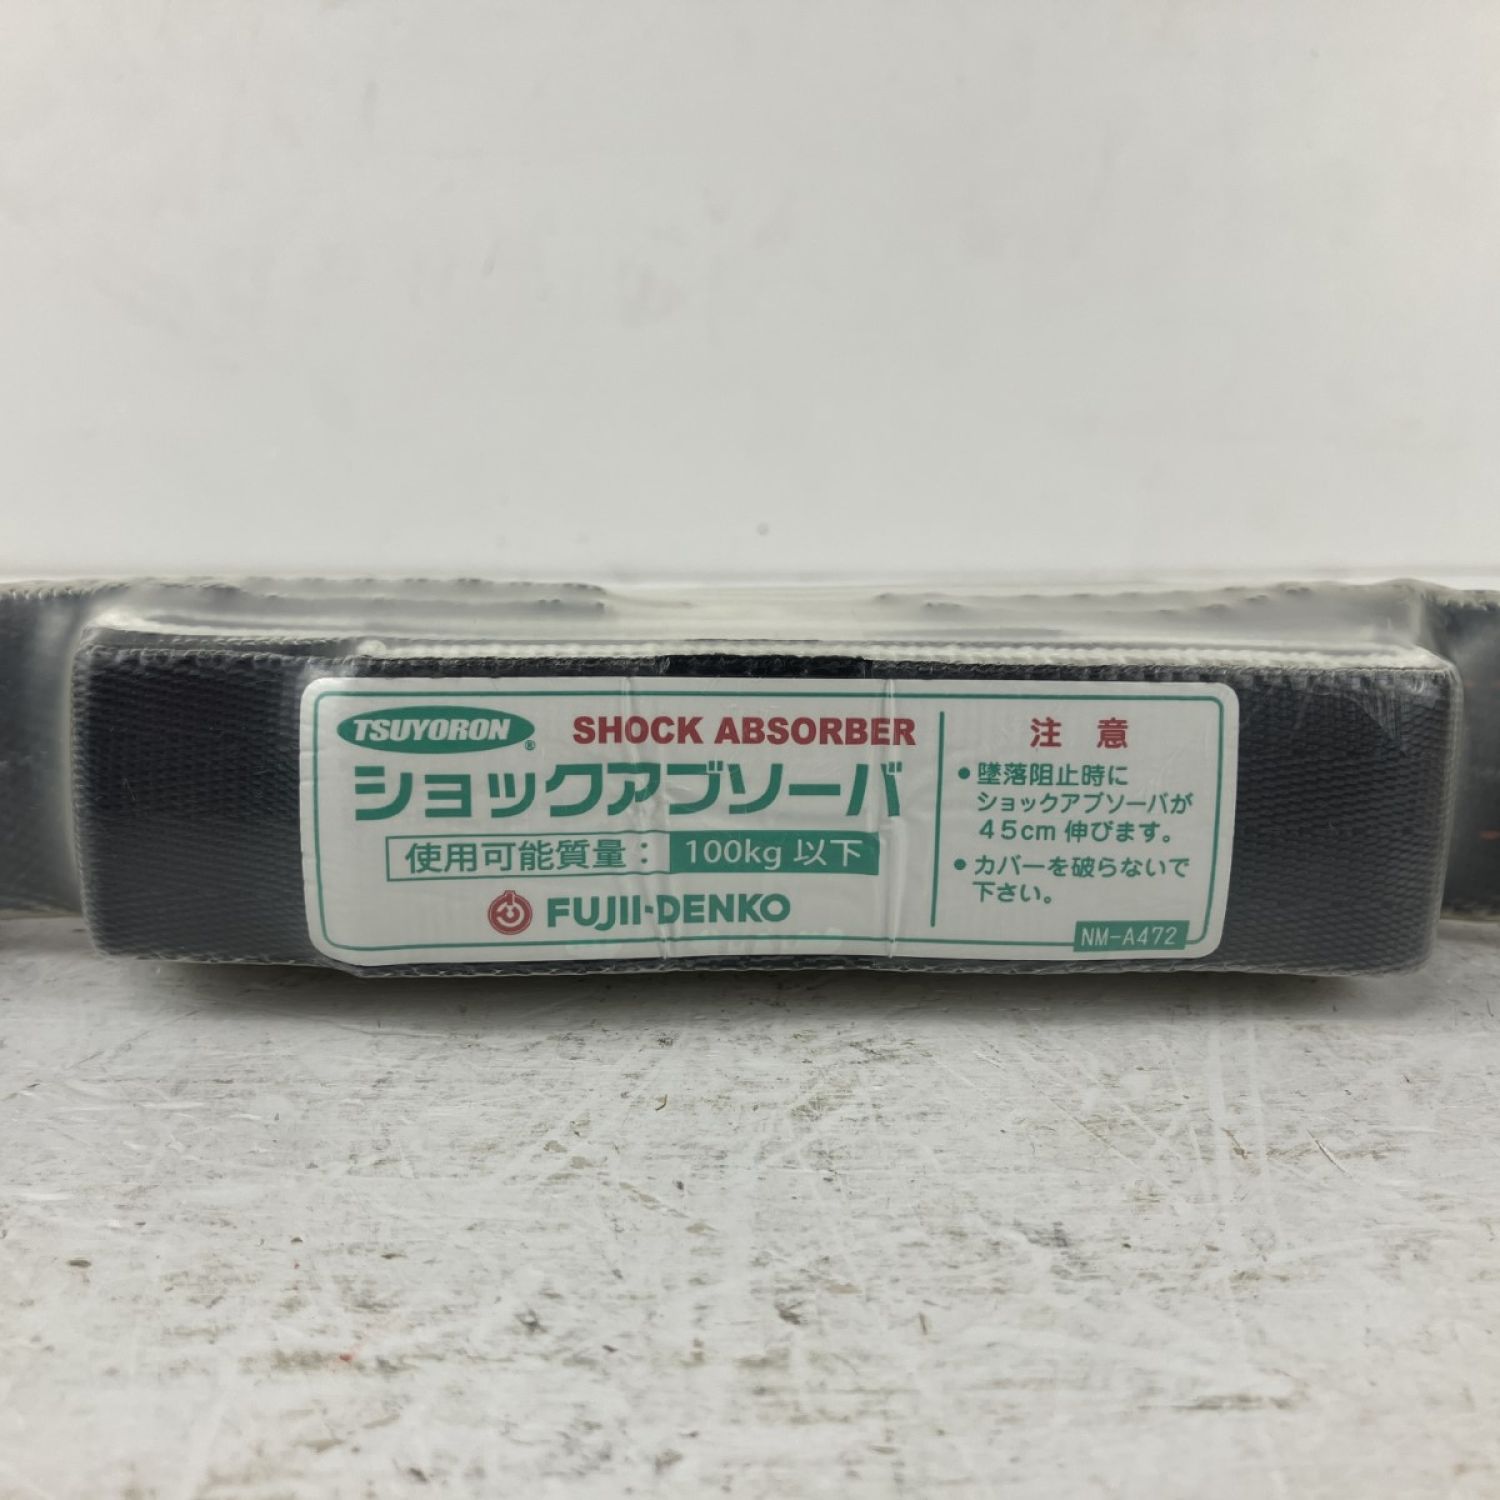 TSUYORON®
SHOCK ABSORBER
ショックアブソーバ
使用可能質量： 100kg 以下
FUJII-DENKO
注 意
•墜落阻止時に
ショックアブソーバが
45cm 伸びます。
•カバーを破らないで
下さい。
NM-A472